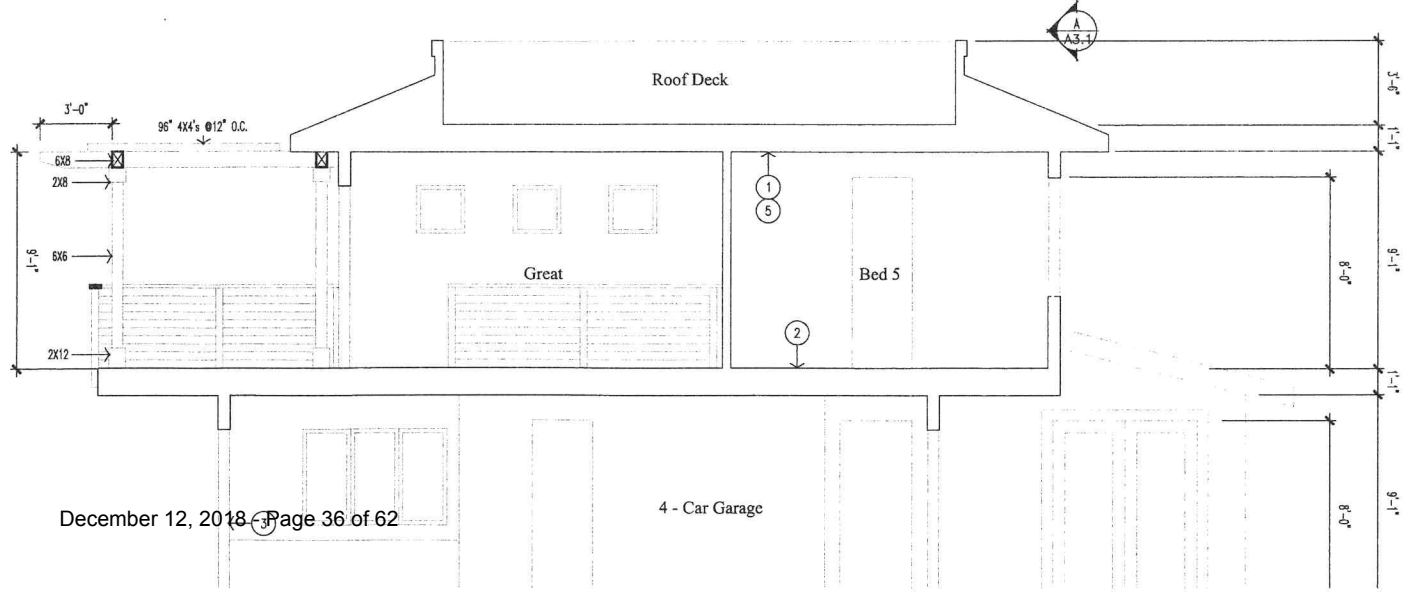 A
A3.1
Roof Deck
3'-6"
3'-0"
96" 4X4's @12" O.C.
1'-1"
6X8
2X8
1
5
9'-1"
6X6
Great
Bed 5
8'-0"
9'-1"
2
2X12
1'-1"
4 - Car Garage
December 12, 2018 - Page 36 of 62
3
8'-0"
9'-1"